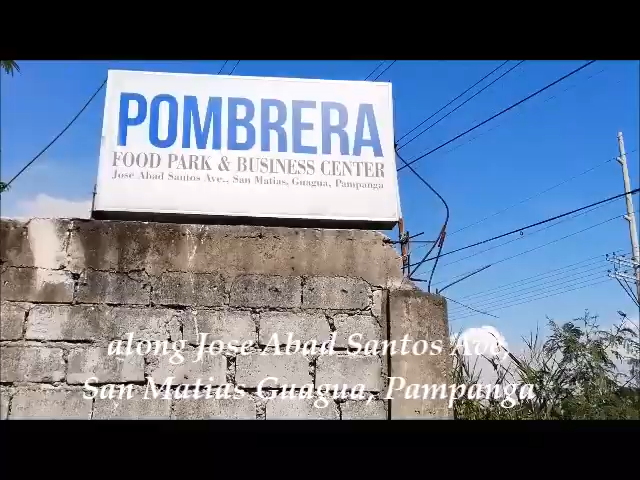 POMBRERA
FOOD PARK & BUSINESS CENTER
Jose Abad Santos Ave., San Matias, Guagua, Pampanga
along Jose Abad Santos Ave.
San Matias Guagua, Pampanga